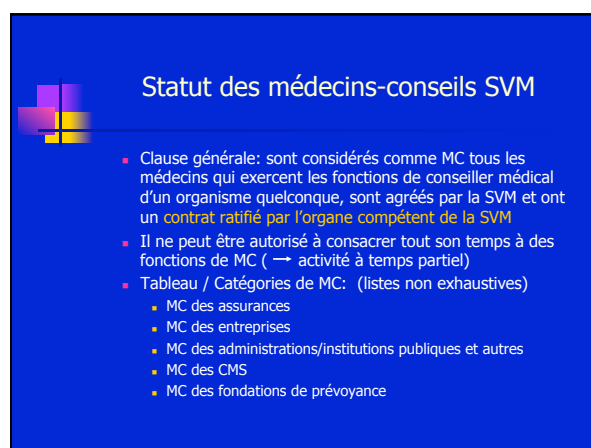 Statut des médecins-conseils SVM
Clause générale: sont considérés comme MC tous les
médecins qui exercent les fonctions de conseiller médical
d'un organisme quelconque, sont agréés par la SVM et ont
un contrat ratifié par l'organe compétent de la SVM
Il ne peut être autorisé à consacrer tout son temps à des
fonctions de MC ( → activité à temps partiel)
Tableau / Catégories de MC: (listes non exhaustives)
MC des assurances
MC des entreprises
MC des administrations/institutions publiques et autres
MC des CMS
MC des fondations de prévoyance